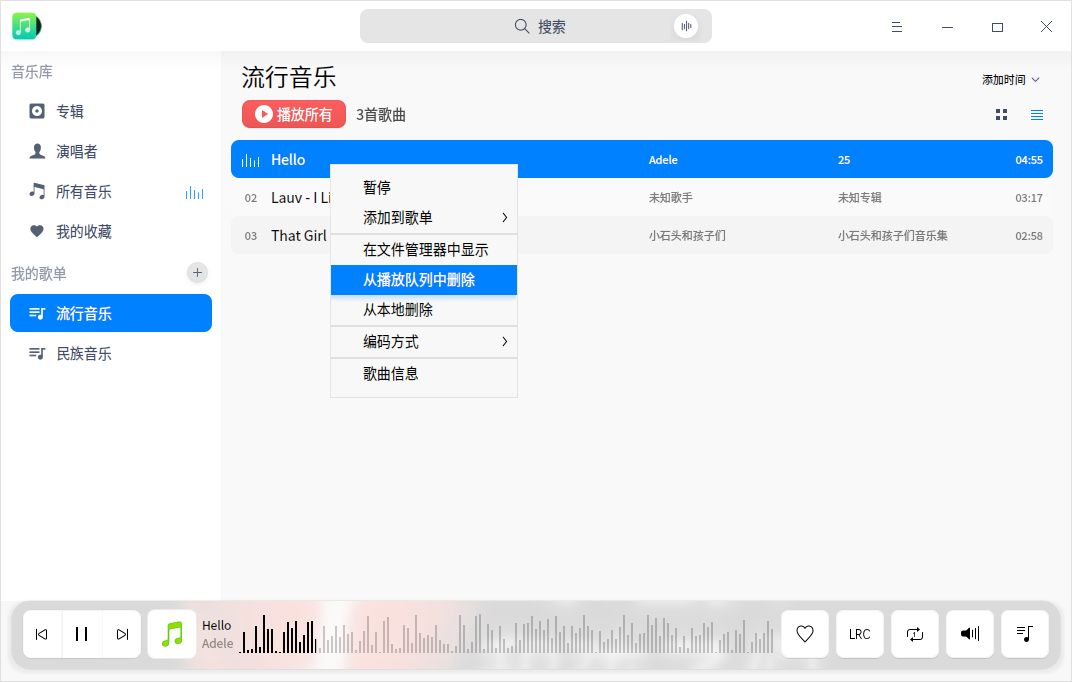 搜索
音乐库
专辑
演唱者
所有音乐
我的收藏
我的歌单
流行音乐
民族音乐
流行音乐
添加时间
播放所有 3首歌曲
Hello Adele 25 04:55
02 Lauv - I Li 未知歌手 未知专辑 03:17
03 That Girl 小石头和孩子们 小石头和孩子们音乐集 02:58
暂停
添加到歌单
在文件管理器中显示
从播放队列中删除
从本地删除
编码方式
歌曲信息
Hello
Adele
LRC